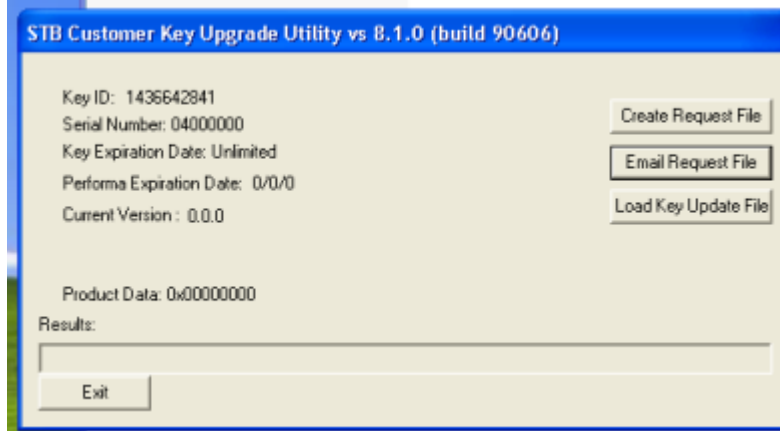 STB Customer Key Upgrade Utility vs 8.1.0 (build 90606)
Key ID: 1436642841
Serial Number: 04000000
Key Expiration Date: Unlimited
Performa Expiration Date: 0/0/0
Current Version : 0.0.0
Create Request File
Email Request File
Load Key Update File
Product Data: 0x00000000
Results:
Exit